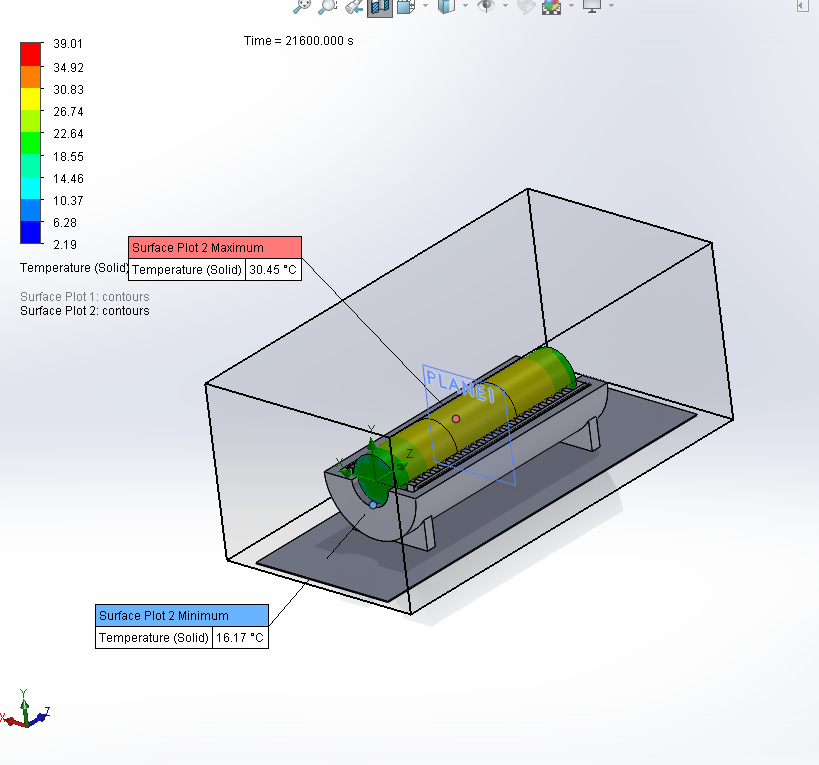 Time = 21600.000 s
39.01
34.92
30.83
26.74
22.64
18.55
14.46
10.37
6.28
2.19
Temperature (Solid)
Surface Plot 1: contours
Surface Plot 2: contours
Surface Plot 2 Maximum
Temperature (Solid) 30.45 °C
PLANE1
Y
X
Z
Surface Plot 2 Minimum
Temperature (Solid) 16.17 °C
Y
X
Z